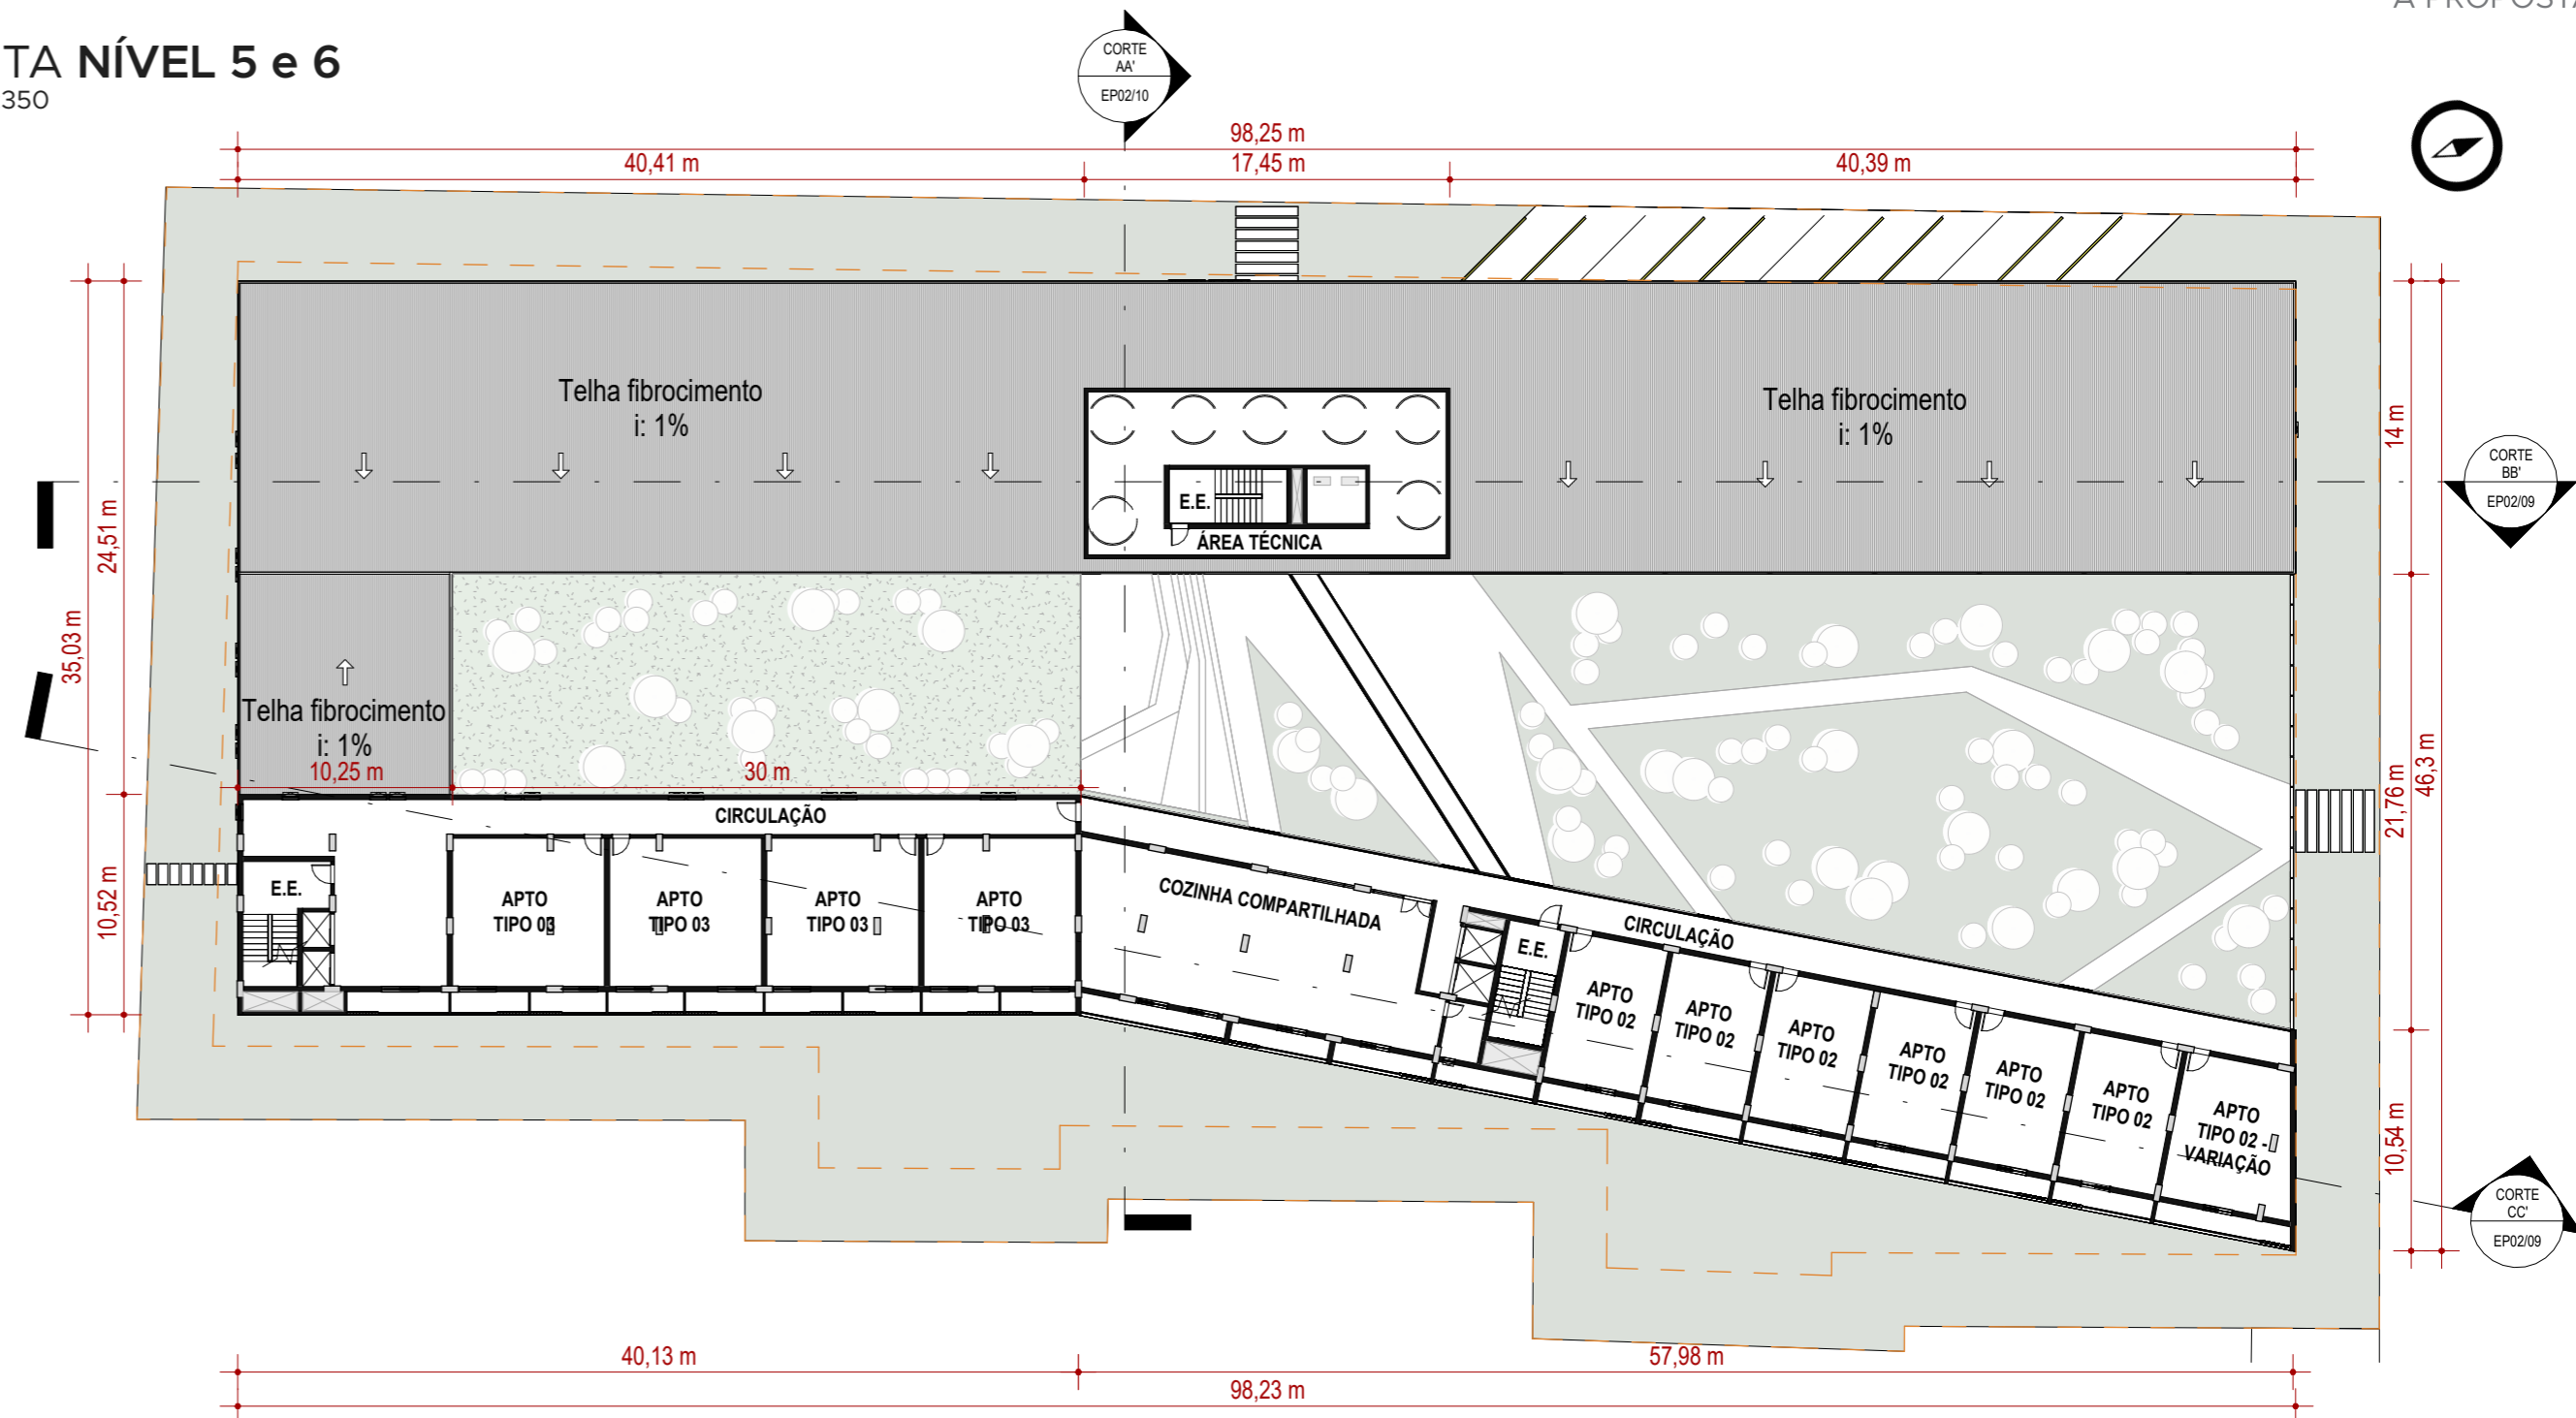 A PROPOSTA
TA NÍVEL 5 e 6
350
CORTE
AA'
EP02/10
98,25 m
40,41 m
17,45 m
40,39 m
Telha fibrocimento
i: 1%
Telha fibrocimento
i: 1%
14 m
CORTE
BB'
EP02/09
E.E.
ÁREA TÉCNICA
24,51 m
35,03 m
Telha fibrocimento
i: 1%
10,25 m
30 m
21,76 m
46,3 m
CIRCULAÇÃO
10,52 m
E.E.
APTO
TIPO 03
APTO
TIPO 03
APTO
TIPO 03
APTO
TIPO 03
COZINHA COMPARTILHADA
E.E.
CIRCULAÇÃO
APTO
TIPO 02
APTO
TIPO 02
APTO
TIPO 02
APTO
TIPO 02
APTO
TIPO 02
APTO
TIPO 02
APTO
TIPO 02 -
VARIAÇÃO
10,54 m
CORTE
CC'
EP02/09
40,13 m
57,98 m
98,23 m